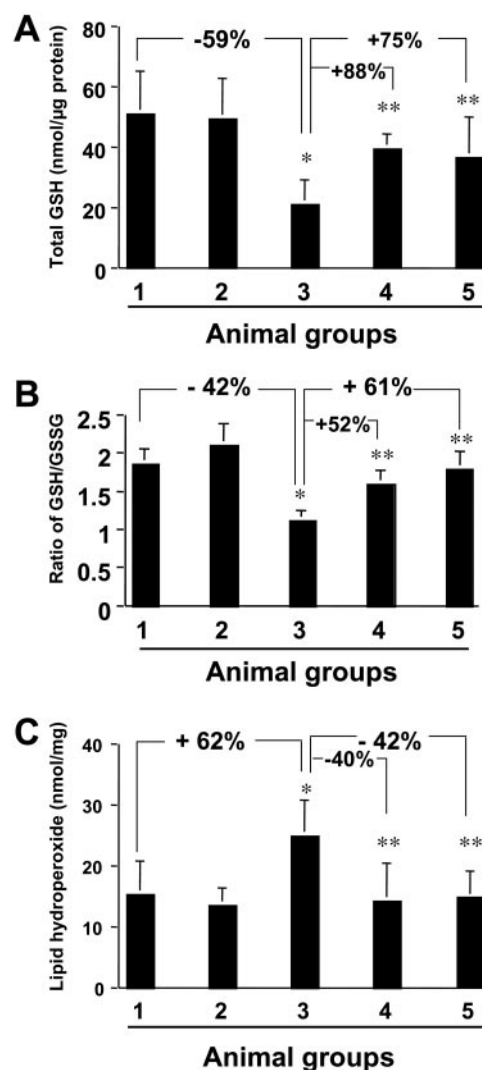 A
Total GSH (nmol/µg protein)
80
60
40
20
0
-59%
+75%
+88%
*
**
**
1 2 3 4 5
Animal groups
B
Ratio of GSH/GSSG
2.5
2
1.5
1
0.5
0
- 42%
+ 61%
+52%
*
**
**
1 2 3 4 5
Animal groups
C
Lipid hydroperoxide (nmol/mg)
40
30
20
10
0
+ 62%
- 42%
-40%
*
**
**
1 2 3 4 5
Animal groups